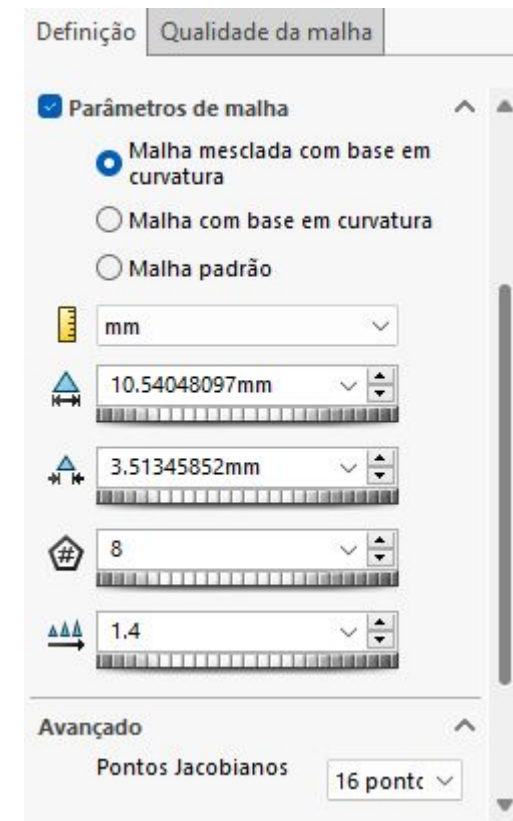 Definição
Qualidade da malha
Parâmetros de malha
Malha mesclada com base em
curvatura
Malha com base em curvatura
Malha padrão
mm
10.54048097mm
3.51345852mm
#
8
1.4
Avançado
Pontos Jacobianos
16 pontc